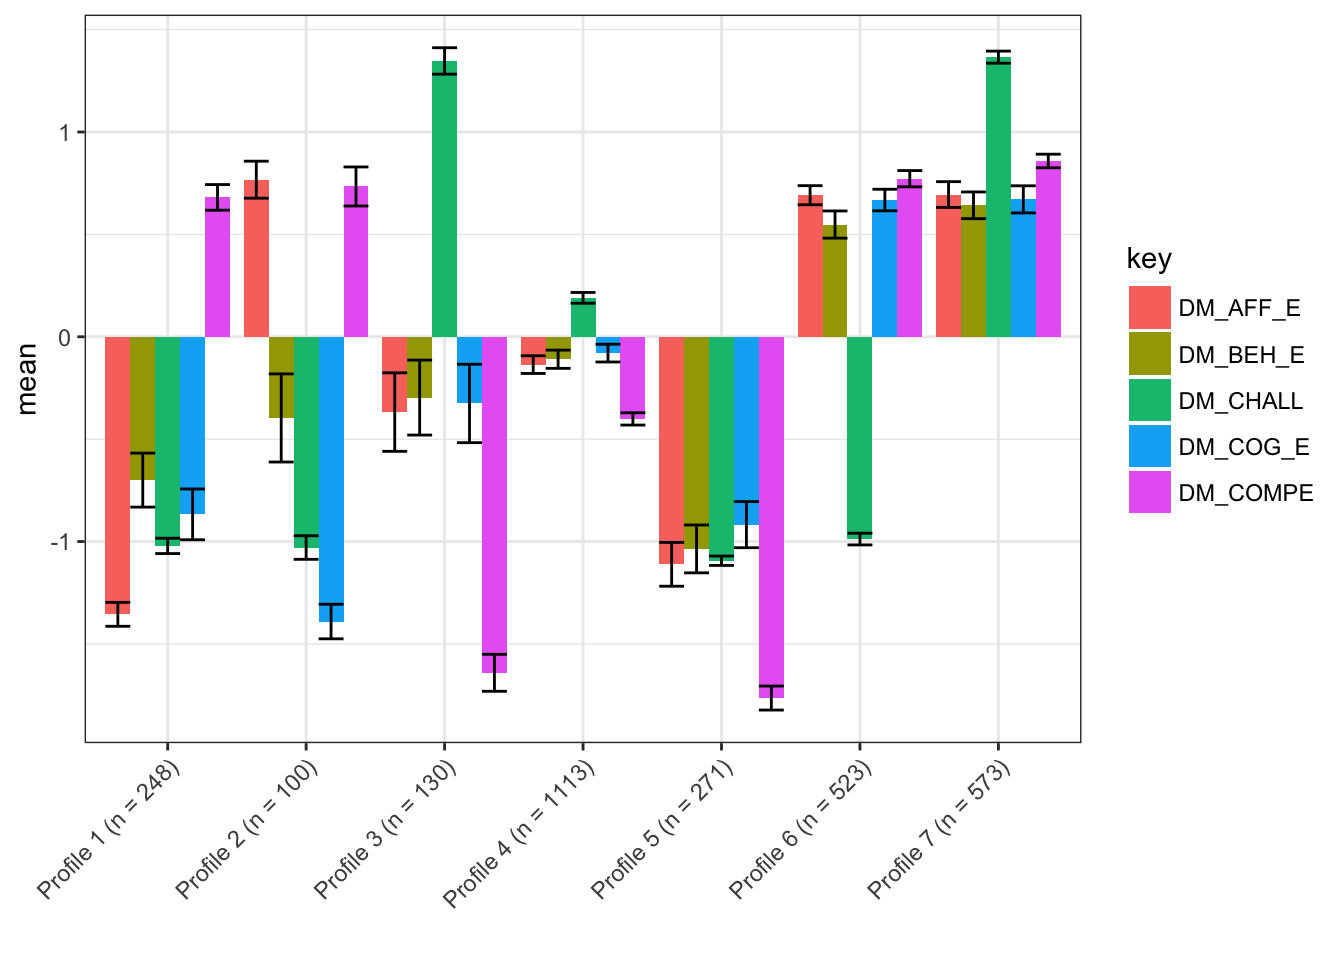 mean
1
0
-1
Profile 1 (n = 248)
Profile 2 (n = 100)
Profile 3 (n = 130)
Profile 4 (n = 1113)
Profile 5 (n = 271)
Profile 6 (n = 523)
Profile 7 (n = 573)
key
DM_AFF_E
DM_BEH_E
DM_CHALL
DM_COG_E
DM_COMPE